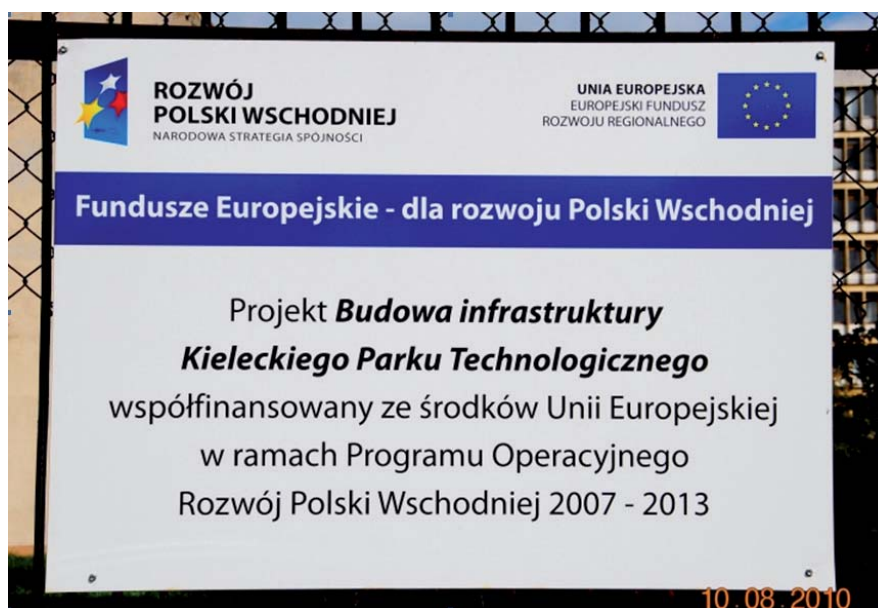 ROZWÓJ
POLSKI WSCHODNIEJ
NARODOWA STRATEGIA SPÓJNOŚCI
UNIA EUROPEJSKA
EUROPEJSKI FUNDUSZ
ROZWOJU REGIONALNEGO
Fundusze Europejskie - dla rozwoju Polski Wschodniej
Projekt Budowa infrastruktury
Kieleckiego Parku Technologicznego
współfinansowany ze środków Unii Europejskiej
w ramach Programu Operacyjnego
Rozwój Polski Wschodniej 2007 - 2013
10.08.2010